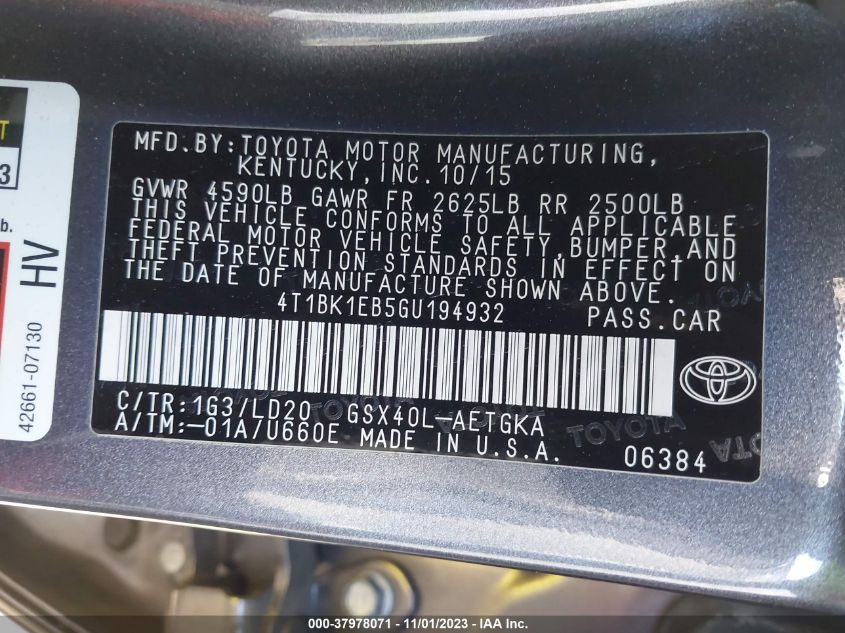 T
3
b.
HV
42661-07130
MFD.BY:TOYOTA MOTOR MANUFACTURING,
KENTUCKY, INC. 10/15
GVWR 4590LB GAWR FR 2625LB RR 2500LB
THIS VEHICLE CONFORMS TO ALL APPLICABLE
FEDERAL MOTOR VEHICLE SAFETY, BUMPER, AND
THEFT PREVENTION STANDARDS IN EFFECT ON
THE DATE OF MANUFACTURE SHOWN ABOVE.
4T1BK1EB5GU194932 PASS.CAR
C/TR:1G3/LD20 GSX40L-AETGKA
A/TM:-01A/U660E MADE IN U.S.A. 06384
TOYOTA
000-37978071 - 11/01/2023 - IAA Inc.